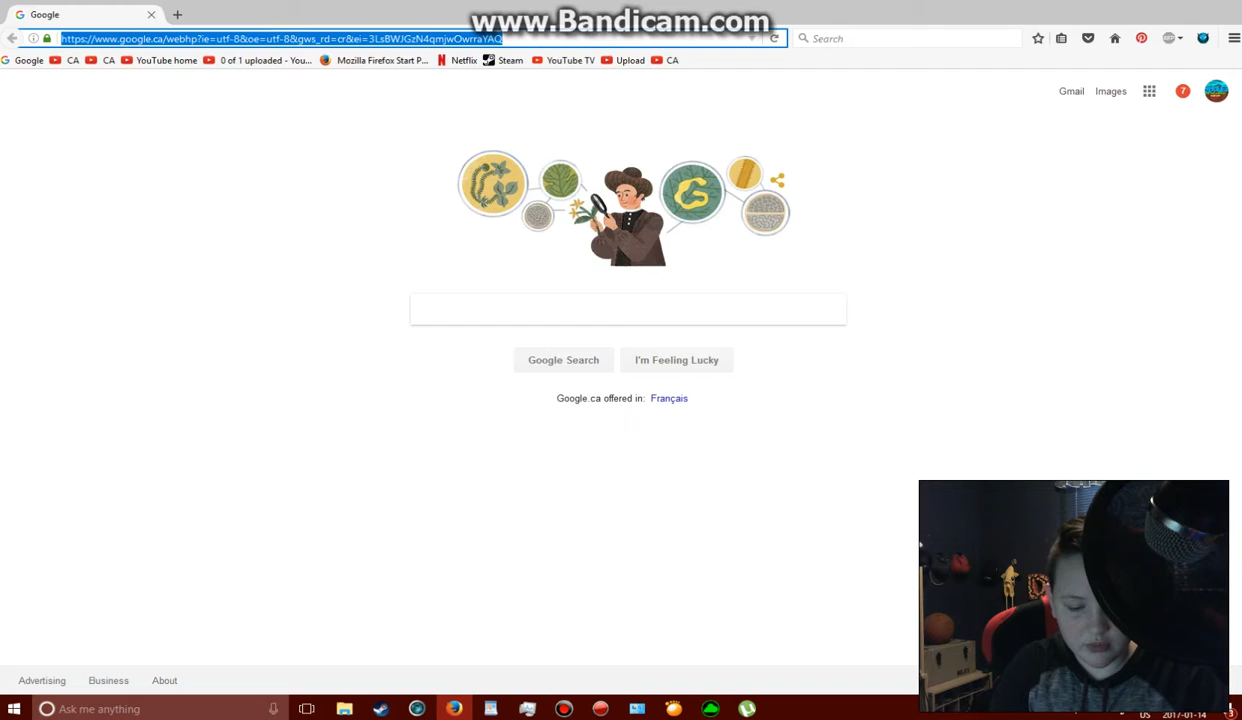 www.Bandicam.com
Google
https://www.google.ca/webhp?ie=utf-8&oe=utf-8&gws_rd=cr&ei=3LsBWJGzN4qmjwOwrraYAQ
Search
Google CA CA YouTube home 0 of 1 uploaded - You... Mozilla Firefox Start P... Netflix Steam YouTube TV Upload CA
Gmail Images 7
G
Google Search I'm Feeling Lucky
Google.ca offered in: Français
Advertising Business About
Ask me anything
US 2017-01-14